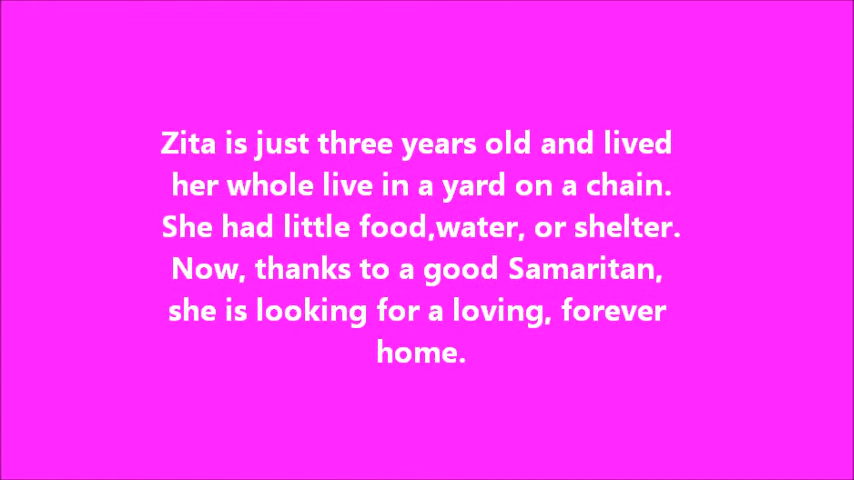 Zita is just three years old and lived
her whole live in a yard on a chain.
She had little food,water, or shelter.
Now, thanks to a good Samaritan,
she is looking for a loving, forever
home.